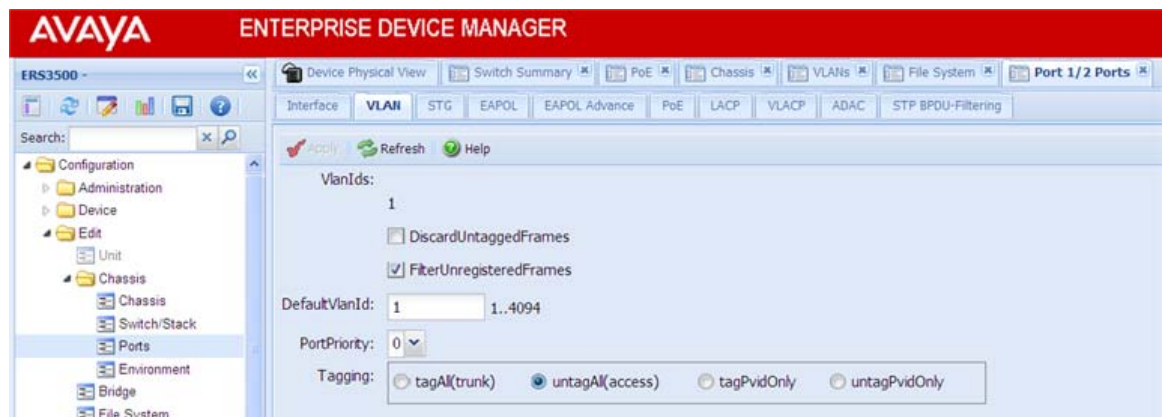 AVAYA ENTERPRISE DEVICE MANAGER
ERS3500 -
Device Physical View Switch Summary PoE Chassis VLANs File System Port 1/2 Ports
Interface VLAN STG EAPOL EAPOL Advance PoE LACP VLACP ADAC STP BPDU-Filtering
Search:
Apply Refresh Help
Configuration
Administration
Device
Edit
Unit
Chassis
Chassis
Switch/Stack
Ports
Environment
Bridge
File System
VlanIds:
1
DiscardUntaggedFrames
FilterUnregisteredFrames
DefaultVlanId: 1 1..4094
PortPriority: 0
Tagging: tagAll(trunk) untagAll(access) tagPvidOnly untagPvidOnly